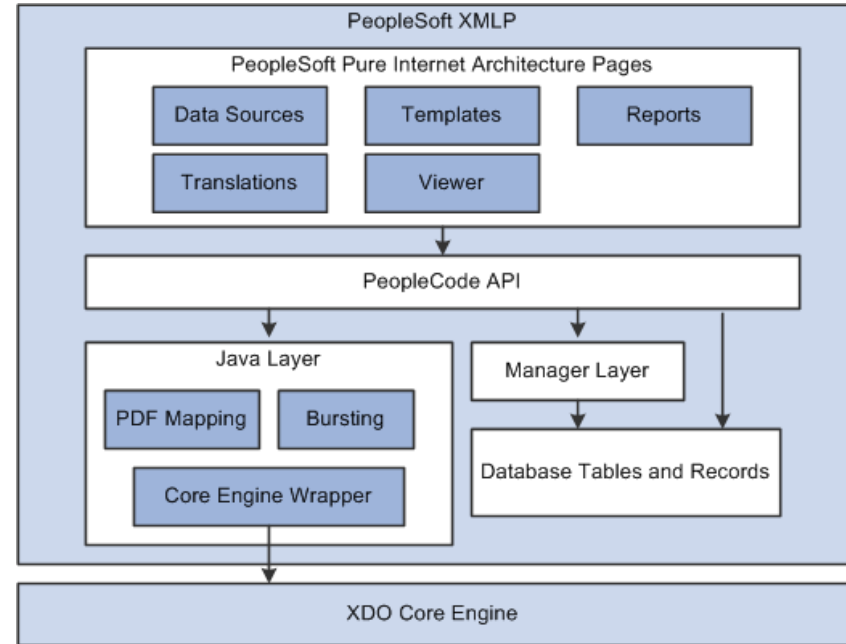 PeopleSoft XMLP
PeopleSoft Pure Internet Architecture Pages
Data Sources
Templates
Reports
Translations
Viewer
PeopleCode API
Java Layer
PDF Mapping
Bursting
Core Engine Wrapper
Manager Layer
Database Tables and Records
XDO Core Engine